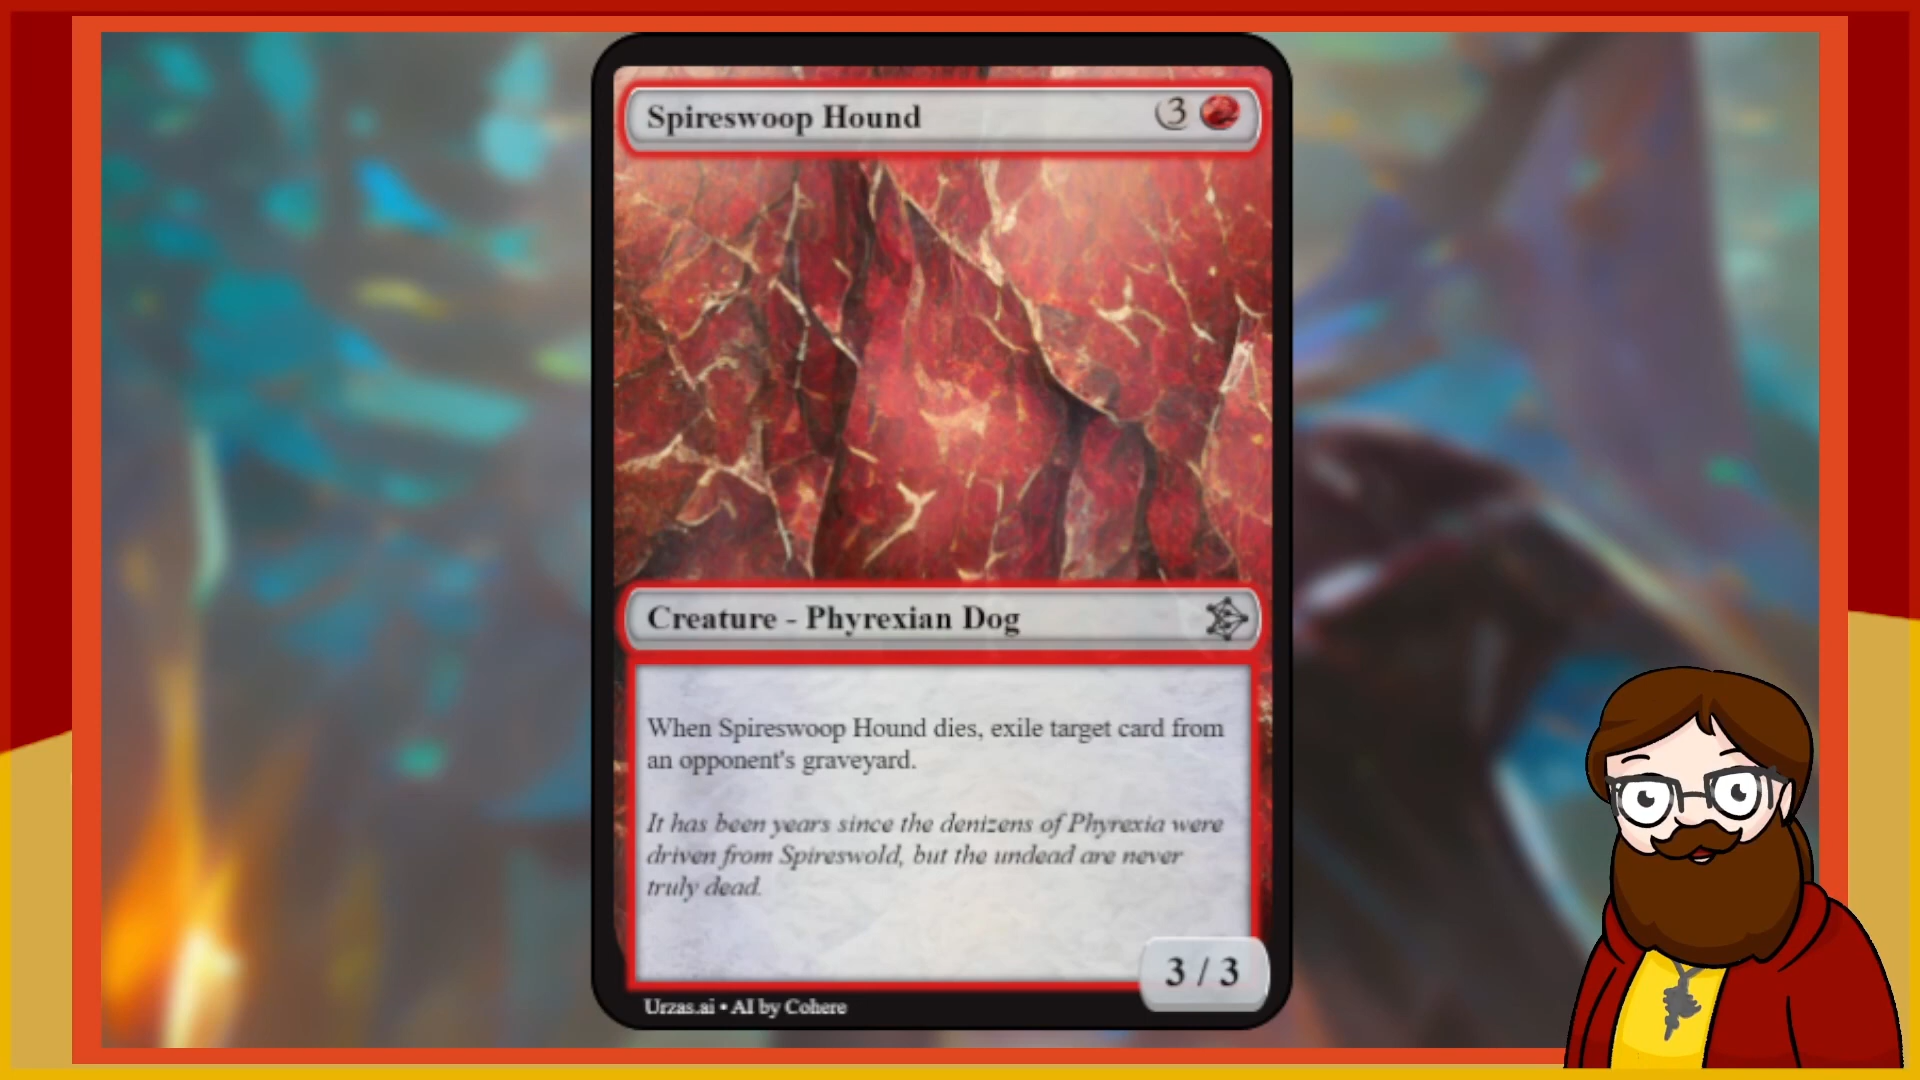 Spireswoop Hound 3
Creature - Phyrexian Dog
When Spireswoop Hound dies, exile target card from
an opponent's graveyard.
It has been years since the denizens of Phyrexia were
driven from Spireswold, but the undead are never
truly dead.
3 / 3
Urzas.ai • AI by Cohere